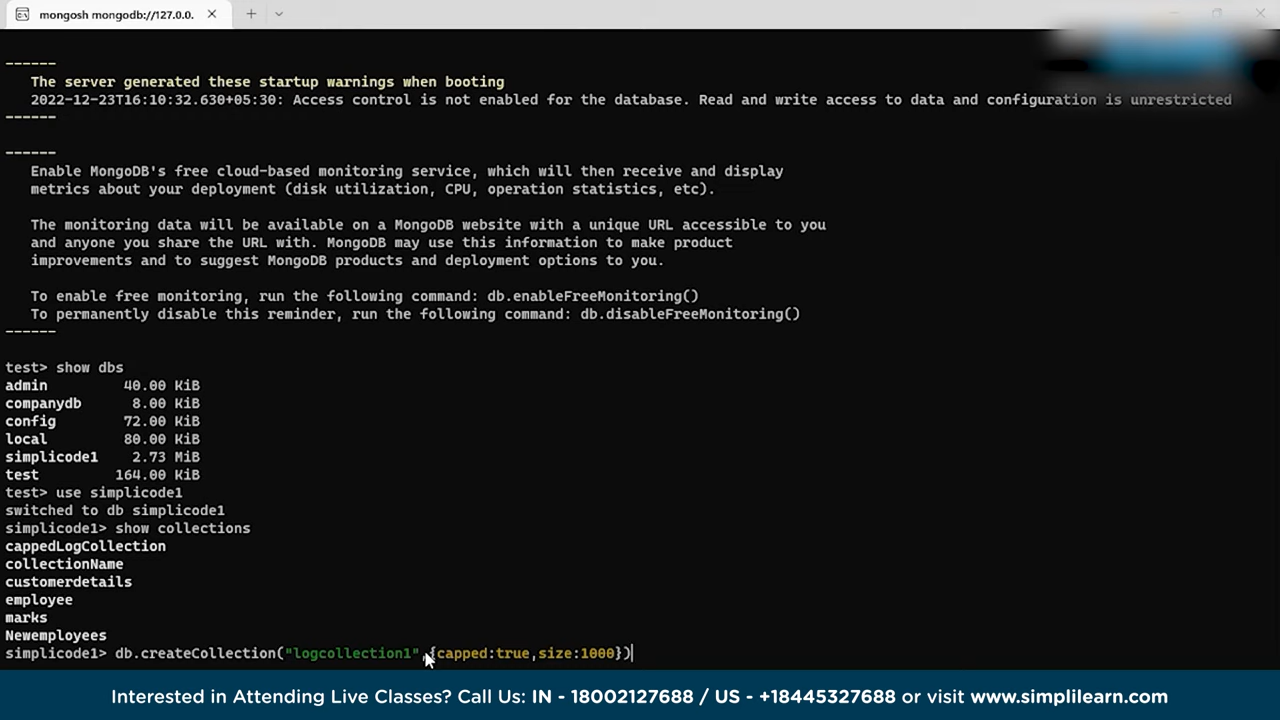 mongosh mongodb://127.0.0.
------
The server generated these startup warnings when booting
2022-12-23T16:10:32.630+05:30: Access control is not enabled for the database. Read and write access to data and configuration is unrestricted
------
------
Enable MongoDB's free cloud-based monitoring service, which will then receive and display
metrics about your deployment (disk utilization, CPU, operation statistics, etc).
The monitoring data will be available on a MongoDB website with a unique URL accessible to you
and anyone you share the URL with. MongoDB may use this information to make product
improvements and to suggest MongoDB products and deployment options to you.
To enable free monitoring, run the following command: db.enableFreeMonitoring()
To permanently disable this reminder, run the following command: db.disableFreeMonitoring()
------
test> show dbs
admin 40.00 KiB
companydb 8.00 KiB
config 72.00 KiB
local 80.00 KiB
simplicode1 2.73 MiB
test 164.00 KiB
test> use simplicode1
switched to db simplicode1
simplicode1> show collections
cappedLogCollection
collectionName
customerdetails
employee
marks
Newemployees
simplicode1> db.createCollection("logcollection1",{capped:true,size:1000})
Interested in Attending Live Classes? Call Us: IN - 18002127688 / US - +18445327688 or visit www.simplilearn.com